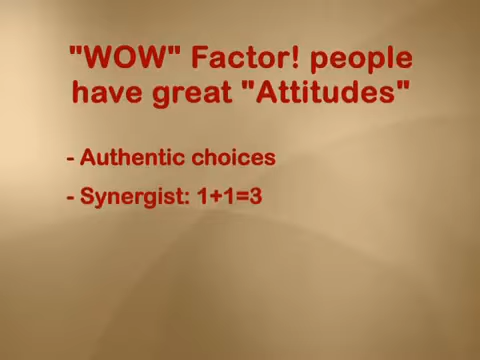 "WOW" Factor! people
have great "Attitudes"
- Authentic choices
- Synergist: 1+1=3